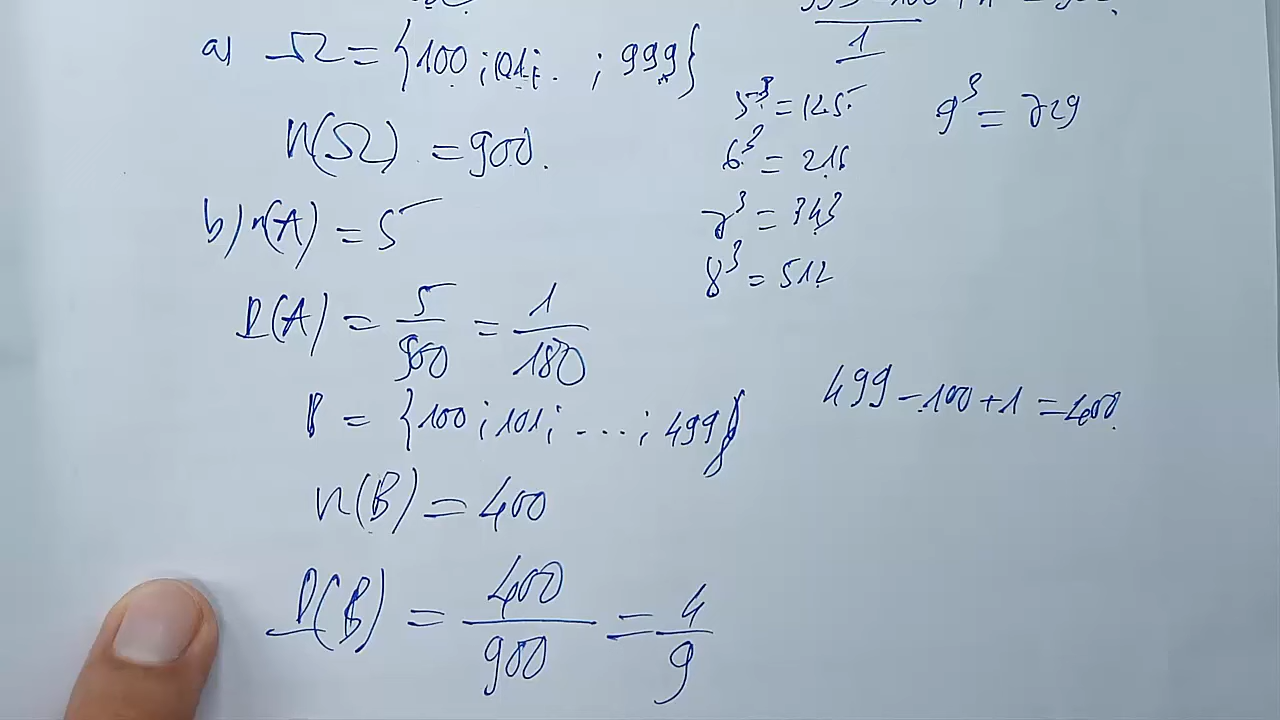 a) Ω = {100 ; 101 ; . ; 999}
1
n(Ω) = 900.
5³ = 125
9³ = 729
6³ = 216
b) n(A) = 5
7³ = 343
8³ = 512
P(A) = 5/900 = 1/180
B = {100 ; 101 ; ... ; 499}
499 - 100 + 1 = 400.
n(B) = 400
P(B) = 400/900 = 4/9